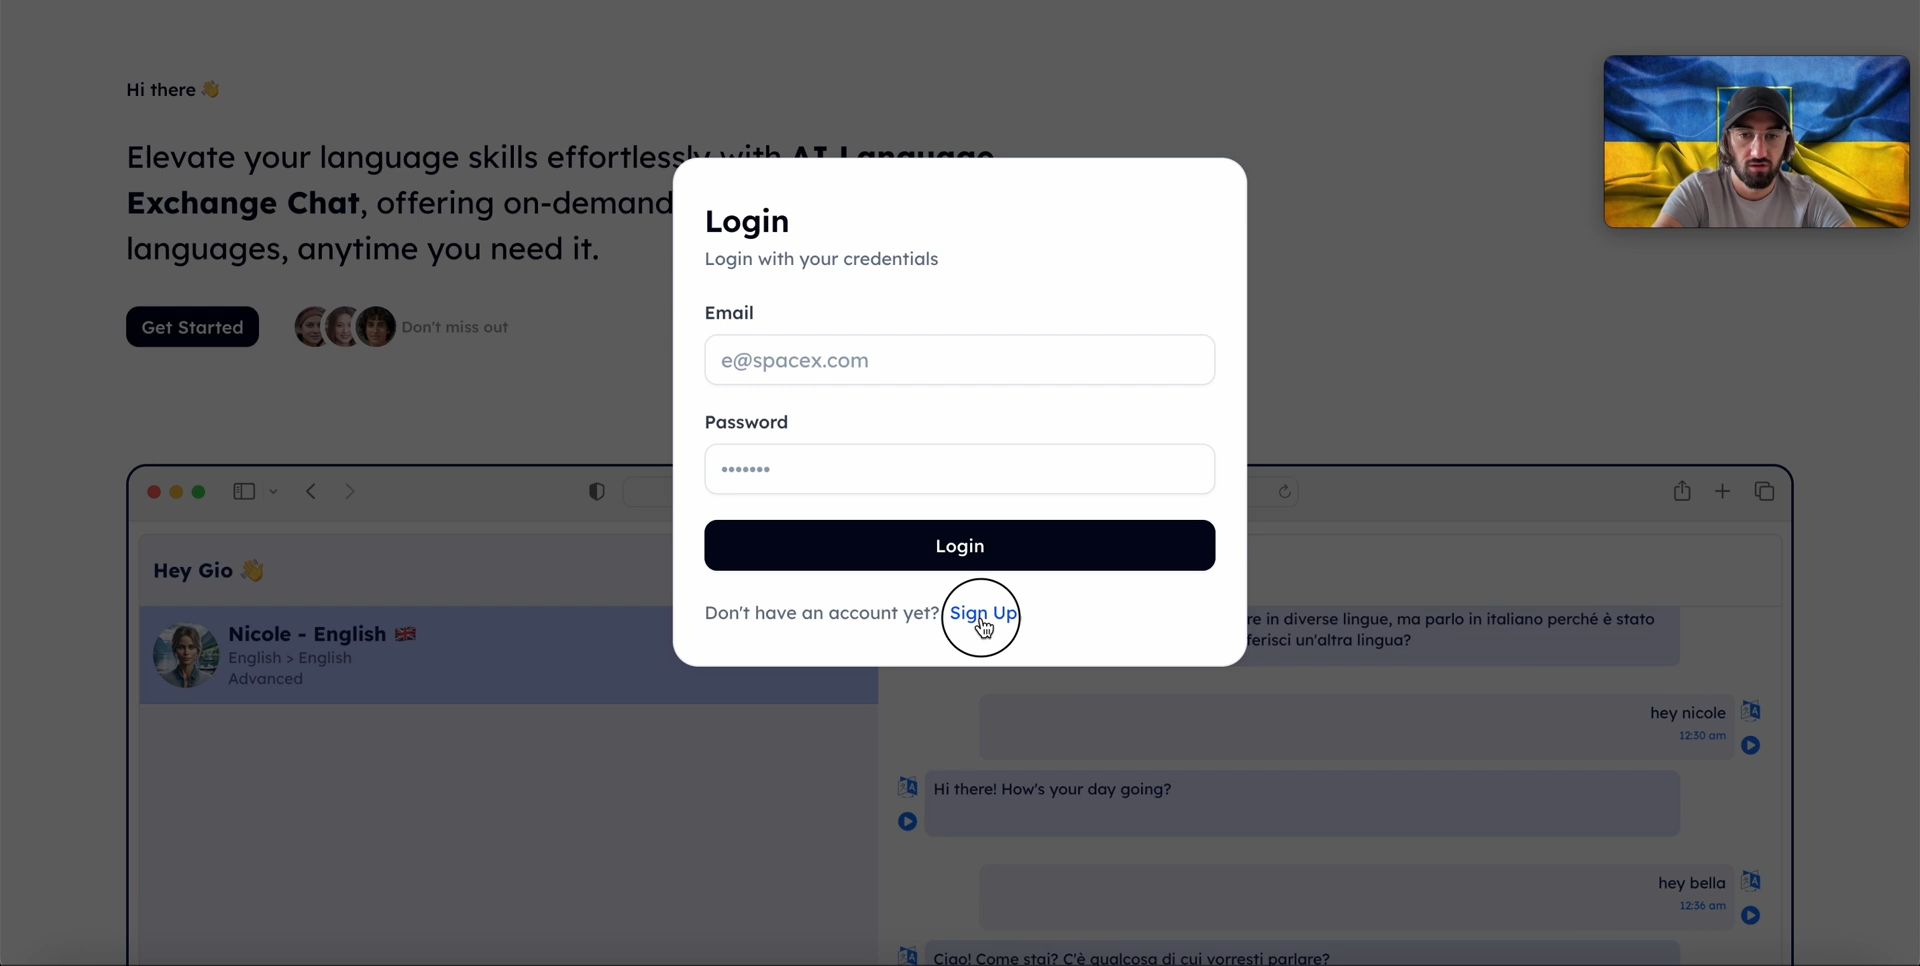 Hi there 👋
Elevate your language skills effortlessly with AI Language
Exchange Chat, offering on-demand
languages, anytime you need it.
Get Started
Don't miss out
Login
Login with your credentials
Email
e@spacex.com
Password
•••••••
Login
Don't have an account yet? Sign Up
Hey Gio 👋
Nicole - English 🇬🇧
English > English
Advanced
re in diverse lingue, ma parlo in italiano perché è stato
ferisci un'altra lingua?
hey nicole
12:30 am
Hi there! How's your day going?
hey bella
12:36 am
Ciao! Come stai? C'è qualcosa di cui vorresti parlare?